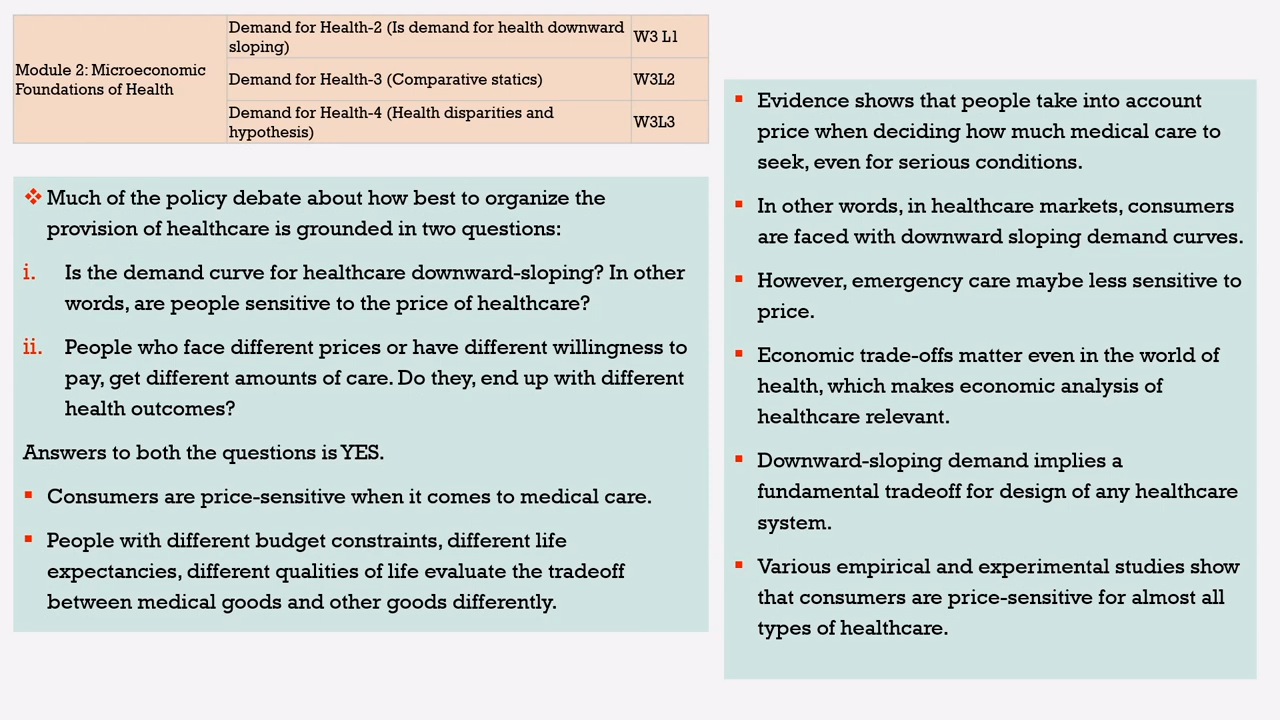 Module 2: Microeconomic
Foundations of Health
Demand for Health-2 (Is demand for health downward
sloping)
W3 L1
Demand for Health-3 (Comparative statics)
W3L2
Demand for Health-4 (Health disparities and
hypothesis)
W3L3
❖ Much of the policy debate about how best to organize the
provision of healthcare is grounded in two questions:
i. Is the demand curve for healthcare downward-sloping? In other
words, are people sensitive to the price of healthcare?
ii. People who face different prices or have different willingness to
pay, get different amounts of care. Do they, end up with different
health outcomes?
Answers to both the questions is YES.
▪ Consumers are price-sensitive when it comes to medical care.
▪ People with different budget constraints, different life
expectancies, different qualities of life evaluate the tradeoff
between medical goods and other goods differently.
▪ Evidence shows that people take into account
price when deciding how much medical care to
seek, even for serious conditions.
▪ In other words, in healthcare markets, consumers
are faced with downward sloping demand curves.
▪ However, emergency care maybe less sensitive to
price.
▪ Economic trade-offs matter even in the world of
health, which makes economic analysis of
healthcare relevant.
▪ Downward-sloping demand implies a
fundamental tradeoff for design of any healthcare
system.
▪ Various empirical and experimental studies show
that consumers are price-sensitive for almost all
types of healthcare.